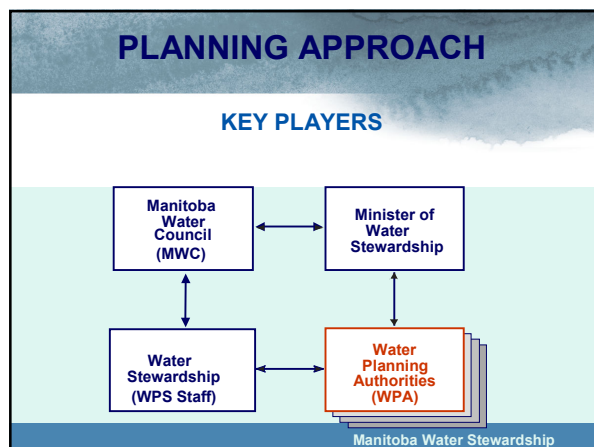 PLANNING APPROACH
KEY PLAYERS
Manitoba
Water
Council
(MWC)
Minister of
Water
Stewardship
Water
Stewardship
(WPS Staff)
Water
Planning
Authorities
(WPA)
Manitoba Water Stewardship